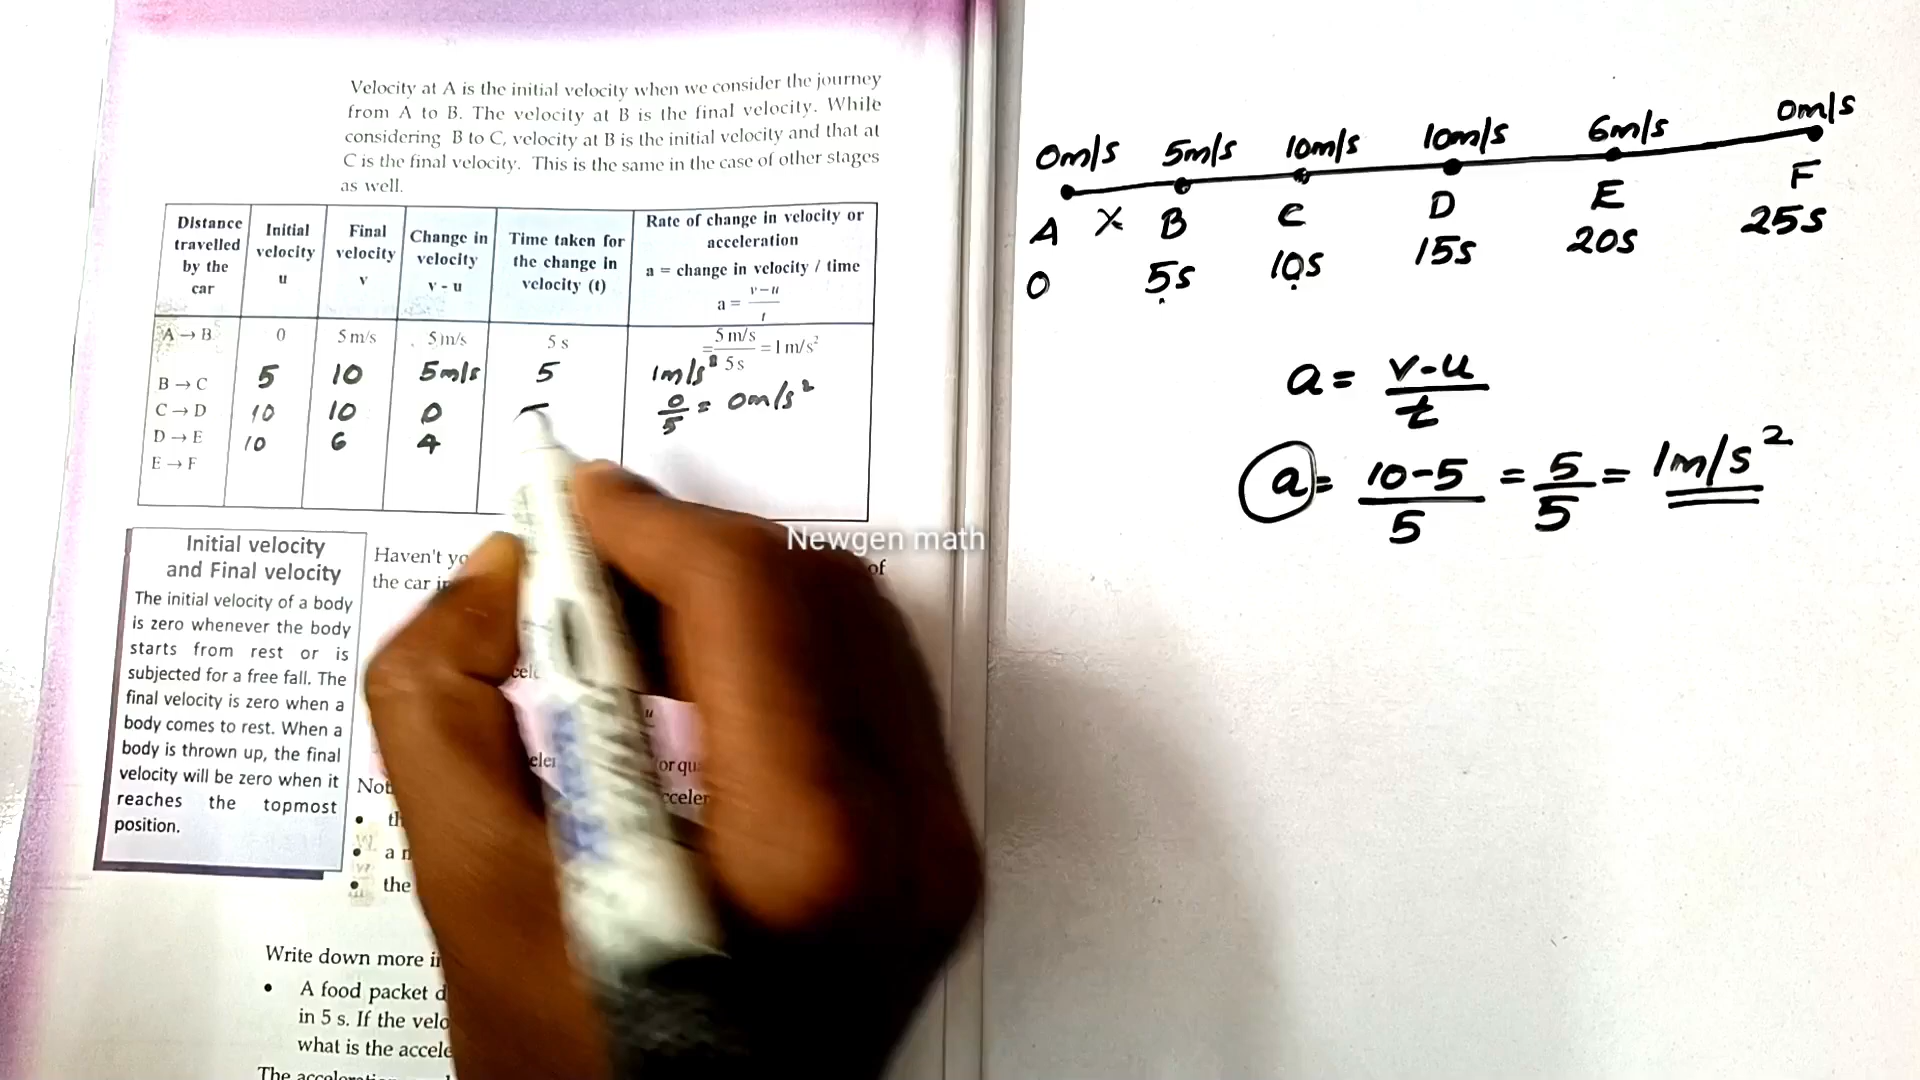 Velocity at A is the initial velocity when we consider the journey
from A to B. The velocity at B is the final velocity. While
considering B to C, velocity at B is the initial velocity and that at
C is the final velocity. This is the same in the case of other stages
as well.
Distance travelled by the car
Initial velocity u
Final velocity v
Change in velocity v - u
Time taken for the change in velocity (t)
Rate of change in velocity or acceleration
a = change in velocity / time
a = v-u / t
A → B 0 5 m/s 5 m/s 5 s = 5 m/s / 5 s = 1 m/s²
B → C 5 10 5m/s 5 1m/s²
C → D 10 10 0 0/5 = 0m/s²
D → E 10 6 4
E → F
Initial velocity
and Final velocity
The initial velocity of a body
is zero whenever the body
starts from rest or is
subjected for a free fall. The
final velocity is zero when a
body comes to rest. When a
body is thrown up, the final
velocity will be zero when it
reaches the topmost
position.
Haven't
of
the car
u
Write down more
• A food packet
in 5 s. If the
what is the
The
Newgen math
0m/s 5m/s 10m/s 10m/s 6m/s 0m/s
A X B C D E F
0 5s 10s 15s 20s 25s
a = v-u / t
a = 10-5 / 5 = 5/5 = 1m/s²